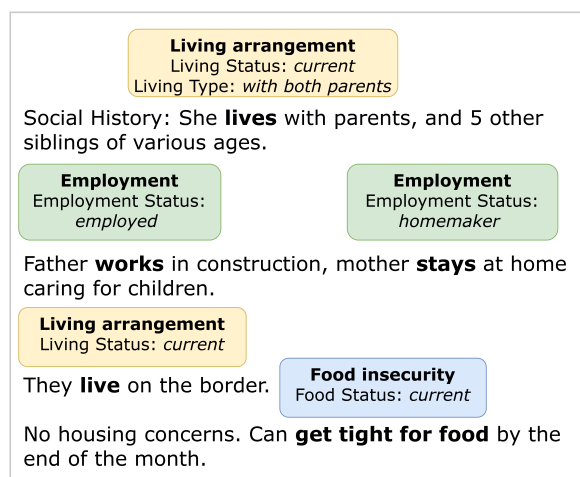 Living arrangement
Living Status: current
Living Type: with both parents
Social History: She lives with parents, and 5 other
siblings of various ages.
Employment
Employment Status:
employed
Employment
Employment Status:
homemaker
Father works in construction, mother stays at home
caring for children.
Living arrangement
Living Status: current
They live on the border.
Food insecurity
Food Status: current
No housing concerns. Can get tight for food by the
end of the month.